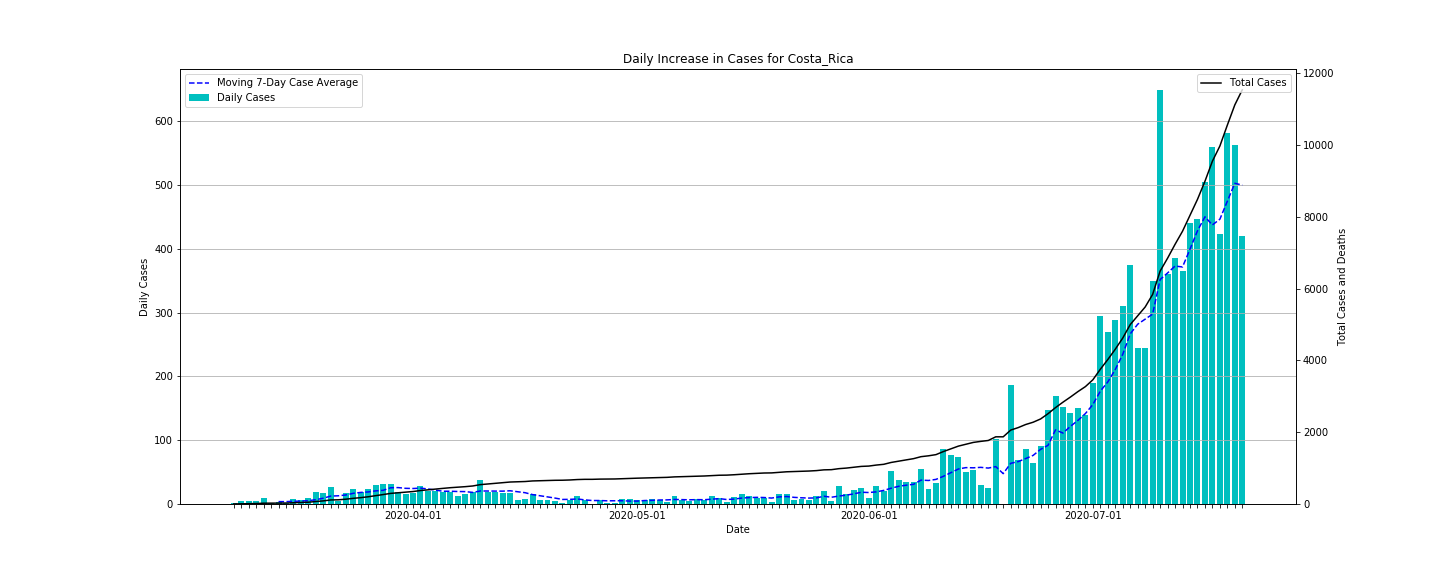 Daily Increase in Cases for Costa_Rica
Moving 7-Day Case Average
Daily Cases
Total Cases
600
500
400
300
200
100
0
Daily Cases
12000
10000
8000
6000
4000
2000
0
Total Cases and Deaths
2020-04-01
2020-05-01
2020-06-01
2020-07-01
Date